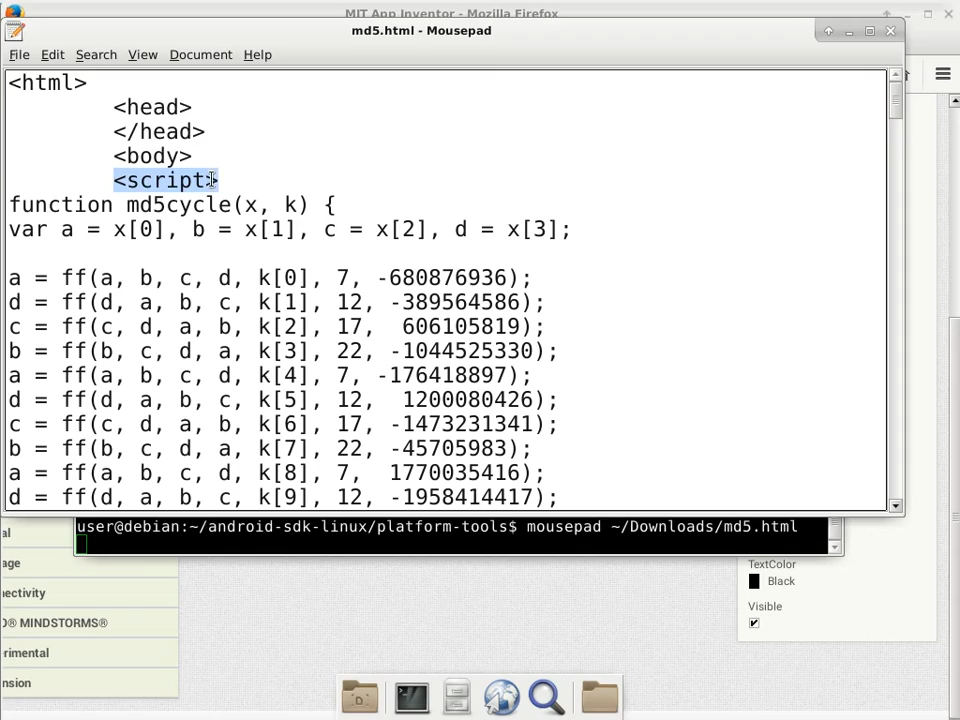 MIT App Inventor - Mozilla Firefox
md5.html - Mousepad
File Edit Search View Document Help
<html>
<head>
</head>
<body>
<script>
function md5cycle(x, k) {
var a = x[0], b = x[1], c = x[2], d = x[3];
a = ff(a, b, c, d, k[0], 7, -680876936);
d = ff(d, a, b, c, k[1], 12, -389564586);
c = ff(c, d, a, b, k[2], 17,  606105819);
b = ff(b, c, d, a, k[3], 22, -1044525330);
a = ff(a, b, c, d, k[4], 7, -176418897);
d = ff(d, a, b, c, k[5], 12,  1200080426);
c = ff(c, d, a, b, k[6], 17, -1473231341);
b = ff(b, c, d, a, k[7], 22, -45705983);
a = ff(a, b, c, d, k[8], 7,  1770035416);
d = ff(d, a, b, c, k[9], 12, -1958414417);
user@debian:~/android-sdk-linux/platform-tools$ mousepad ~/Downloads/md5.html
al
age
nectivity
O® MINDSTORMS®
rimental
nsion
TextColor
Black
Visible